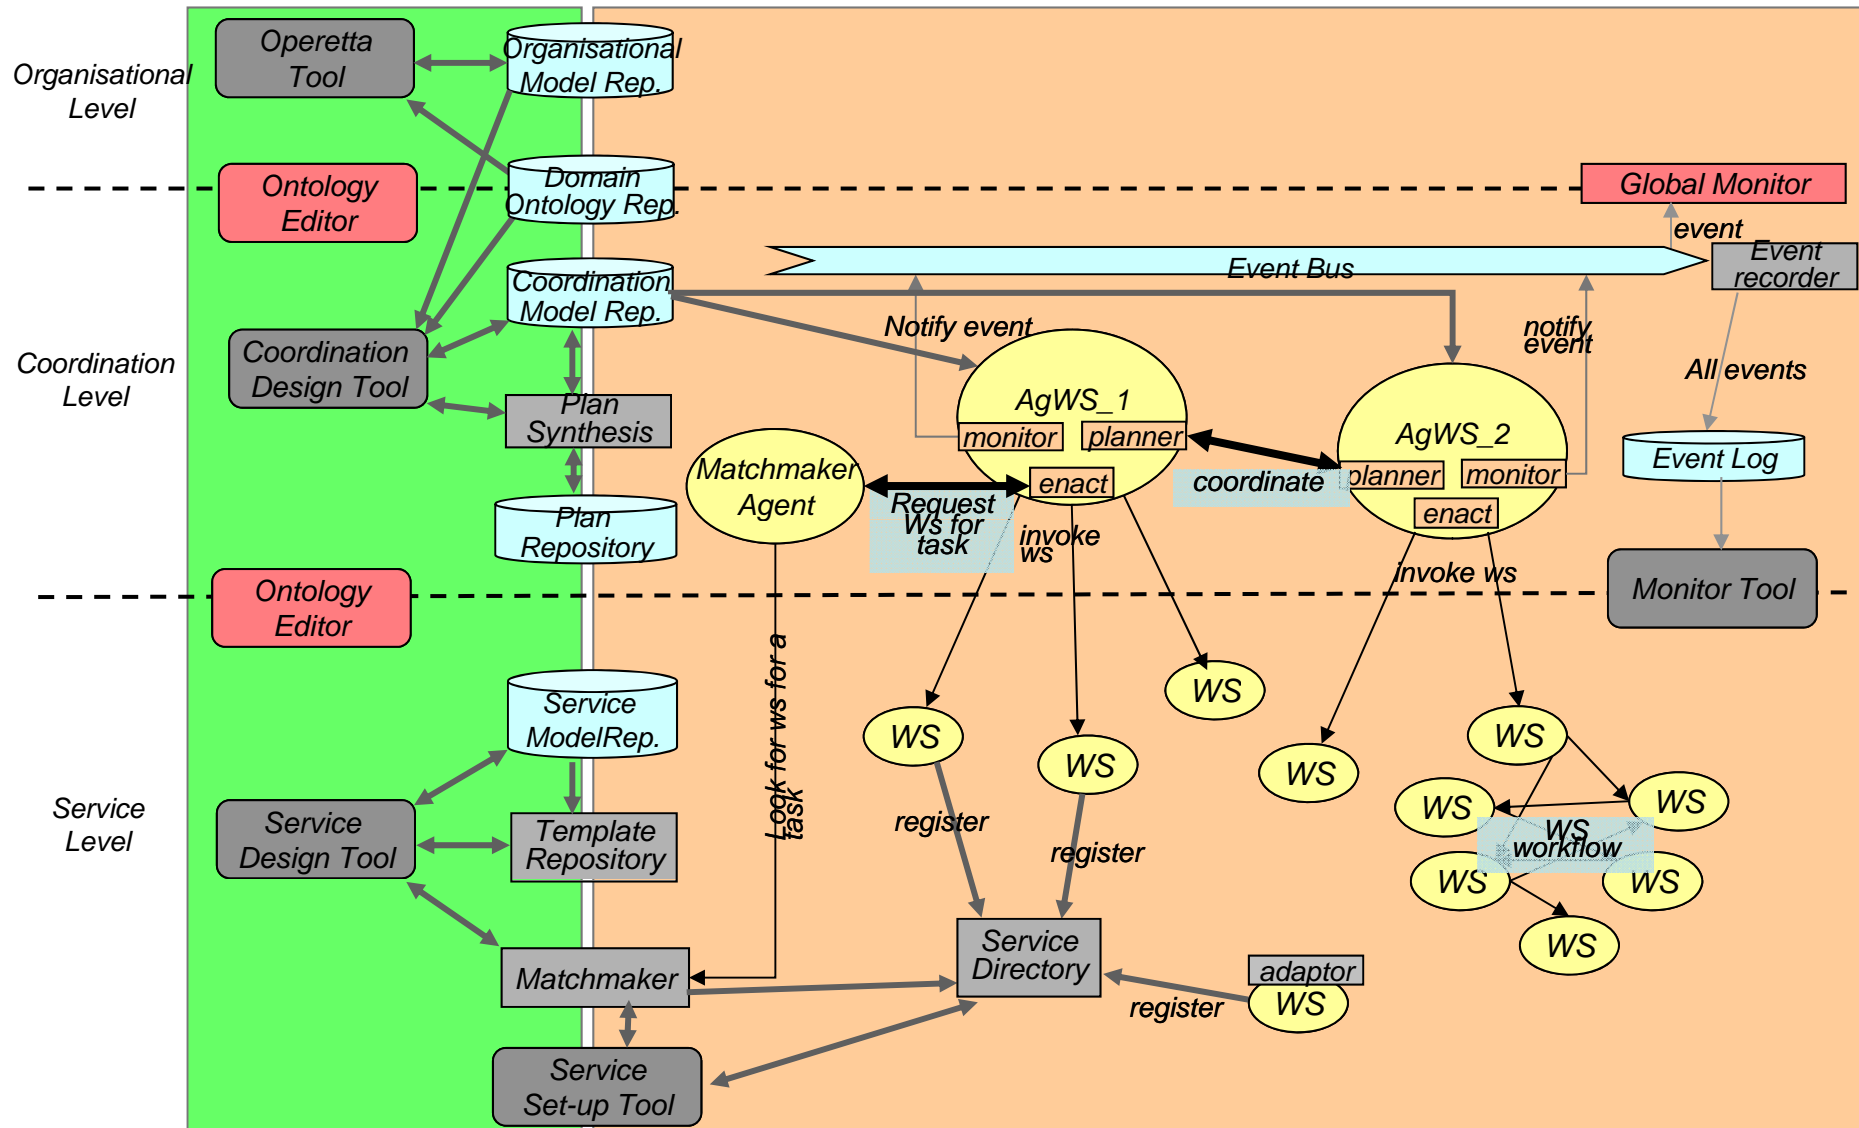 Organisational
Level
Operetta
Tool
Organisational
Model Rep.
Ontology
Editor
Domain
Ontology Rep.
Global Monitor
event
Event Bus
Event
recorder
Coordination
Level
Coordination
Model Rep.
Coordination
Design Tool
Plan
Synthesis
Plan
Repository
Notify event
notify
event
All events
AgWS_1
monitor
planner
enact
AgWS_2
planner
monitor
enact
coordinate
Matchmaker
Agent
Request
Ws for
task
invoke
ws
invoke ws
Event Log
Monitor Tool
Ontology
Editor
Look for ws for a
task
Service
Level
Service
ModelRep.
Service
Design Tool
Template
Repository
Matchmaker
Service
Set-up Tool
WS
WS
WS
WS
WS
WS
WS
WS
workflow
WS
WS
WS
register
register
Service
Directory
register
adaptor
WS